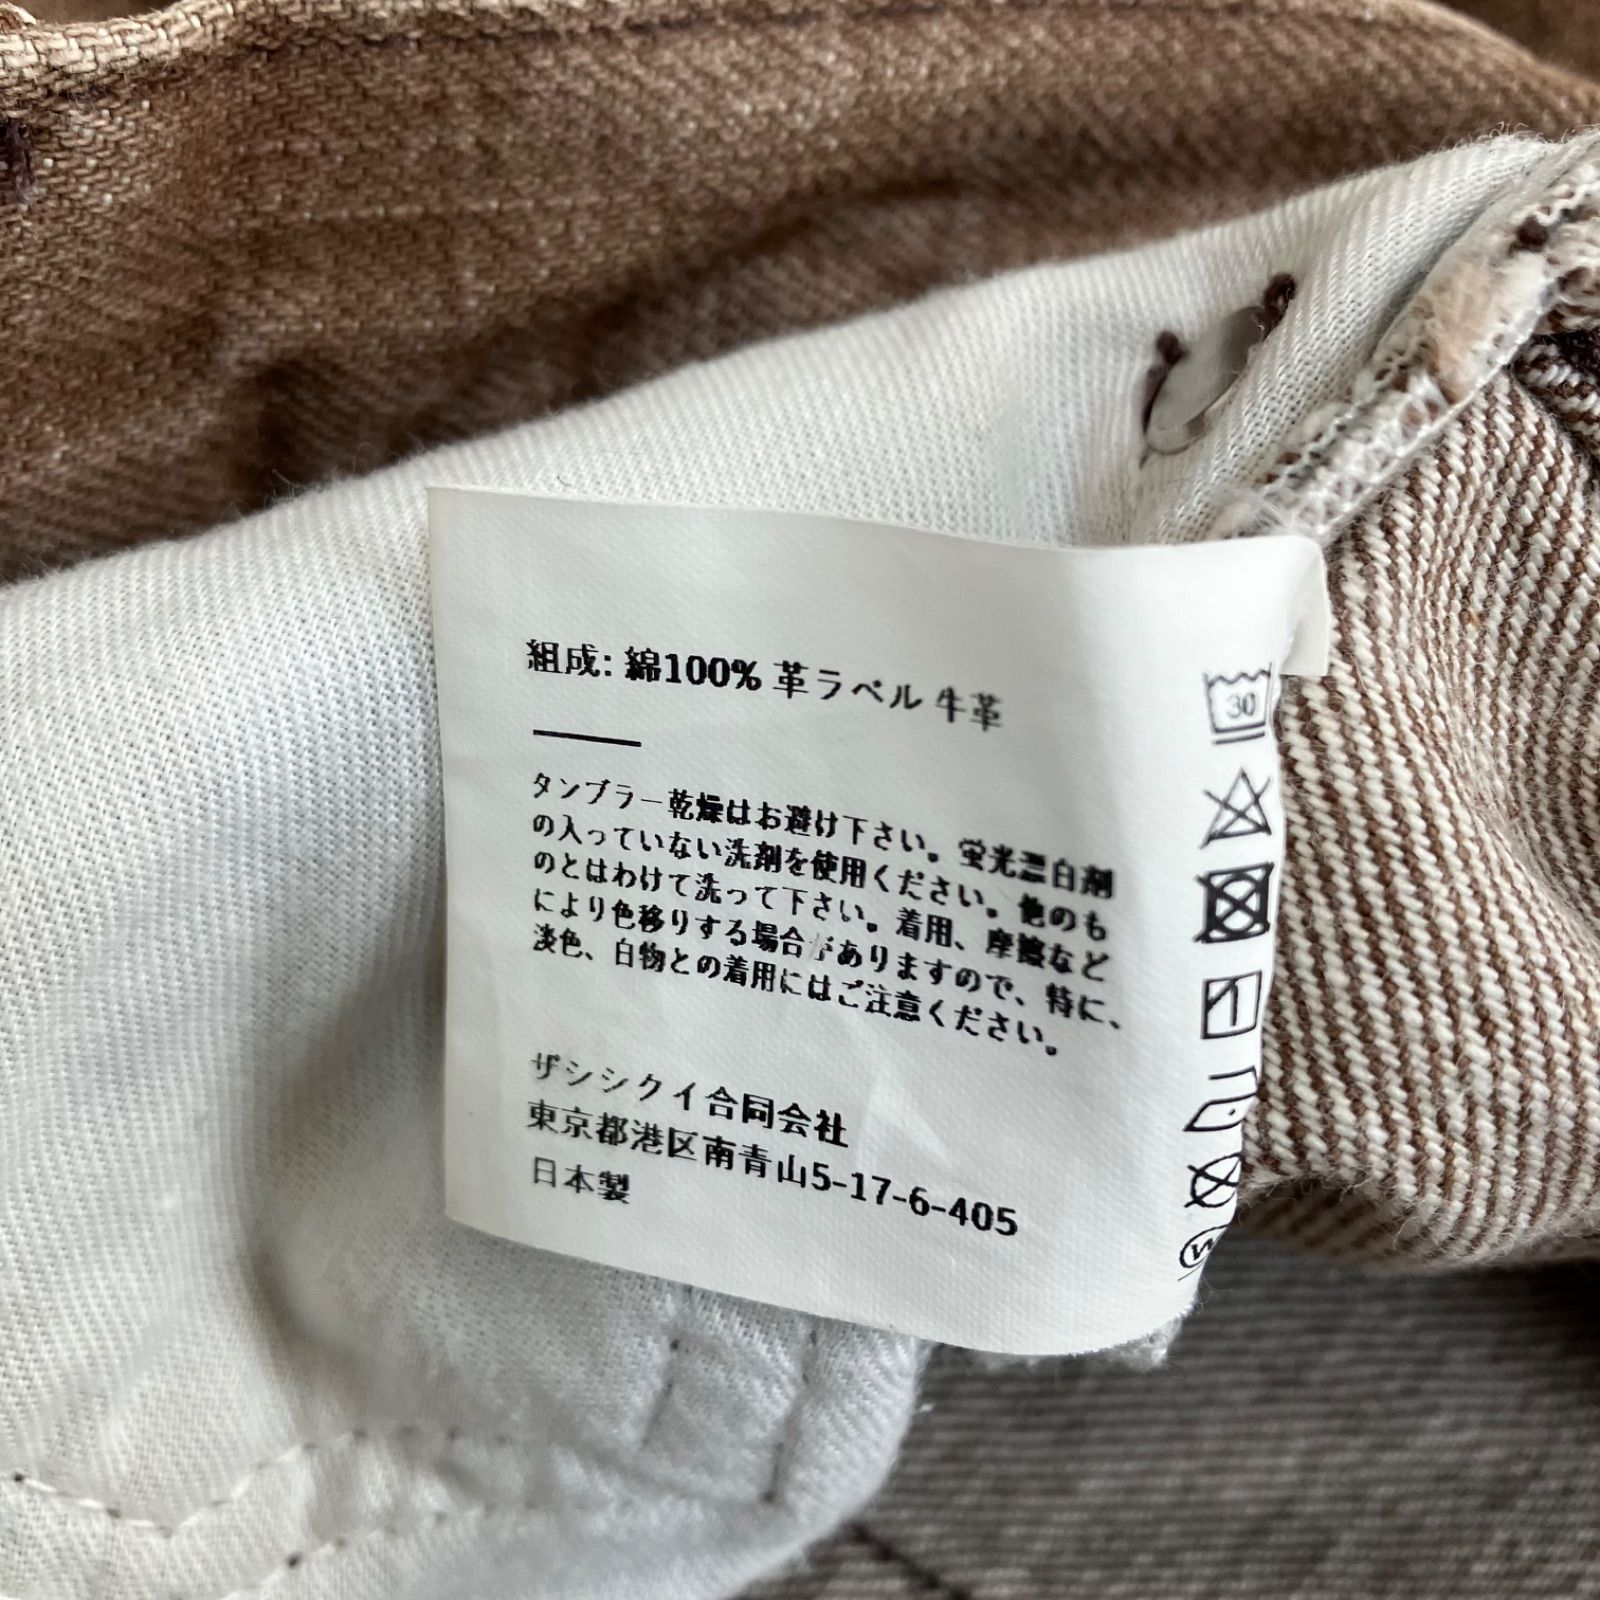 組成: 綿100% 革ラベル 牛革
タンブラー乾燥はお避け下さい。蛍光漂白剤
の入っていない洗剤を使用ください。他のも
のとはわけて洗って下さい。着用、摩擦など
により色移りする場合がありますので、特に、
淡色、白物との着用にはご注意ください。
ザシシクイ合同会社
東京都港区南青山5-17-6-405
日本製
30
W